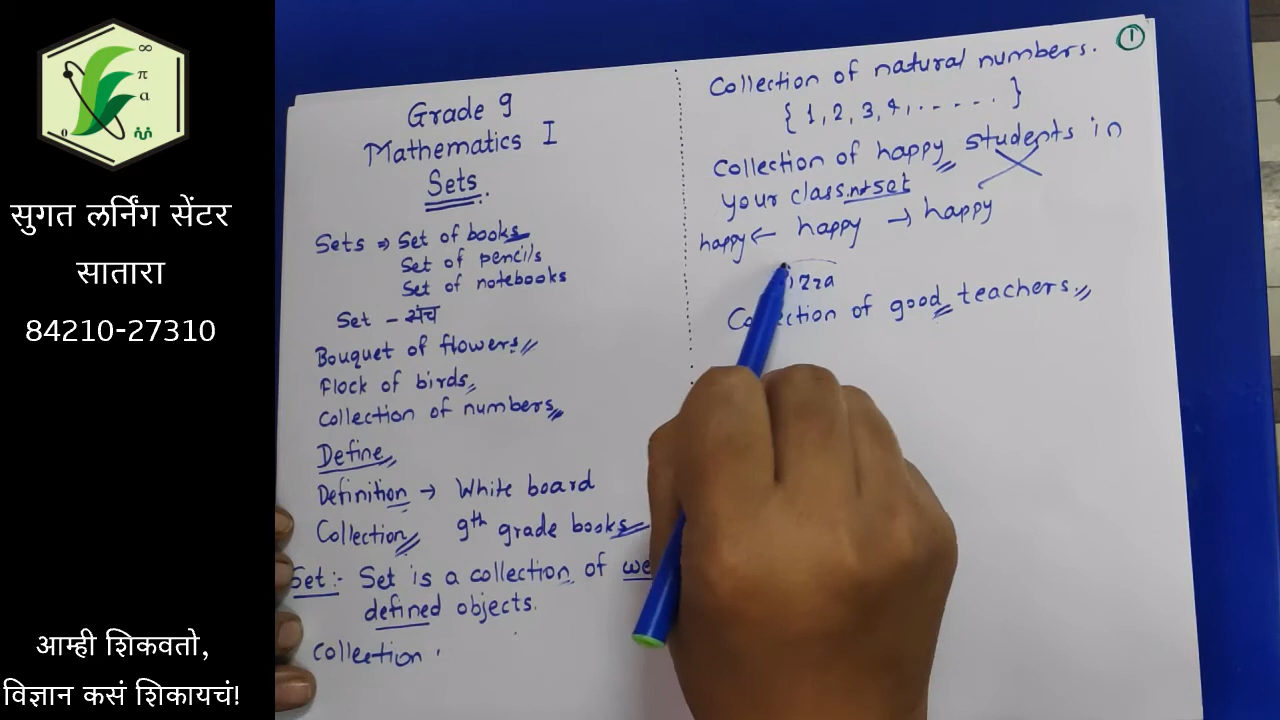 ∞
π
a
सुगत लर्निंग सेंटर
सातारा
84210-27310
आम्ही शिकवतो,
विज्ञान कसं शिकायचं!
Grade 9
Mathematics I
Sets.
Sets ⇒ Set of books
Set of pencils
Set of notebooks
Set - संच
Bouquet of flowers
Flock of birds
Collection of numbers
Define
Definition → White board
Collection 9th grade books
Set:- Set is a collection of
defined objects.
Collection
1
Collection of natural numbers.
{ 1, 2, 3, 4, ..... }
Collection of happy students in
your class. not set
happy ← happy → happy
Collection of good teachers